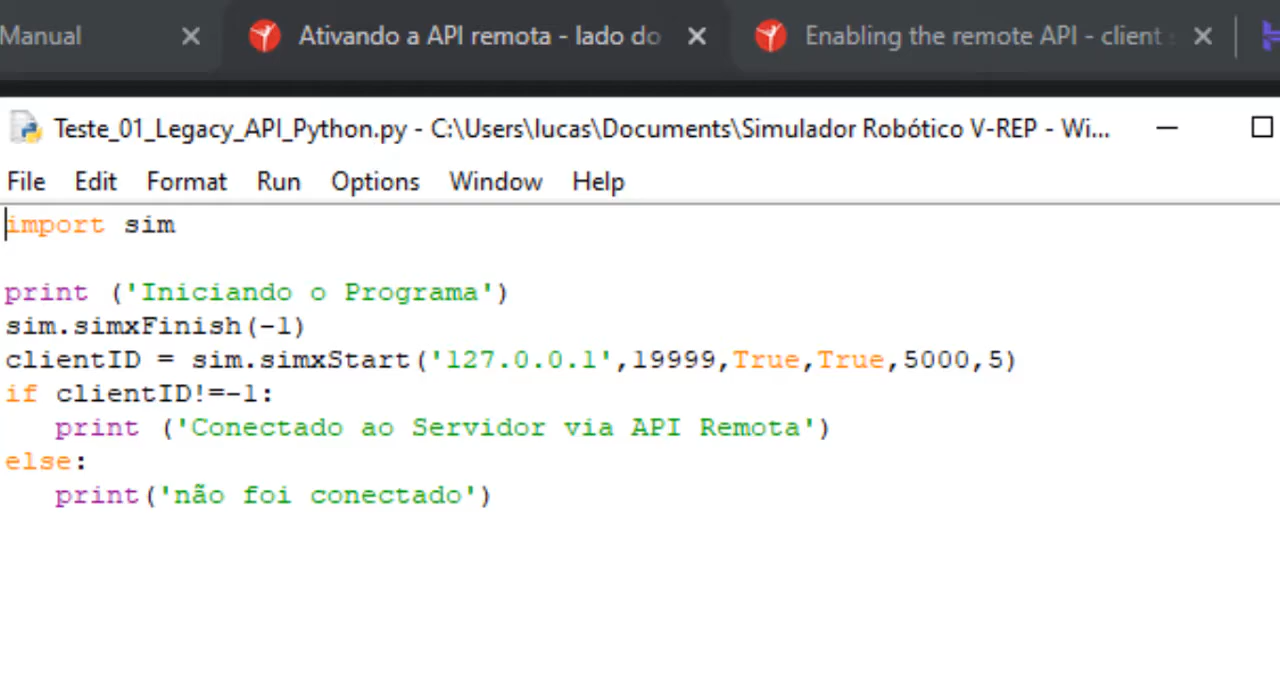 Manual
Ativando a API remota - lado do
Enabling the remote API - client
Teste_01_Legacy_API_Python.py - C:\Users\lucas\Documents\Simulador Robótico V-REP - Wi...
File Edit Format Run Options Window Help
import sim
print ('Iniciando o Programa')
sim.simxFinish(-1)
clientID = sim.simxStart('127.0.0.1',19999,True,True,5000,5)
if clientID!=-1:
print ('Conectado ao Servidor via API Remota')
else:
print('não foi conectado')